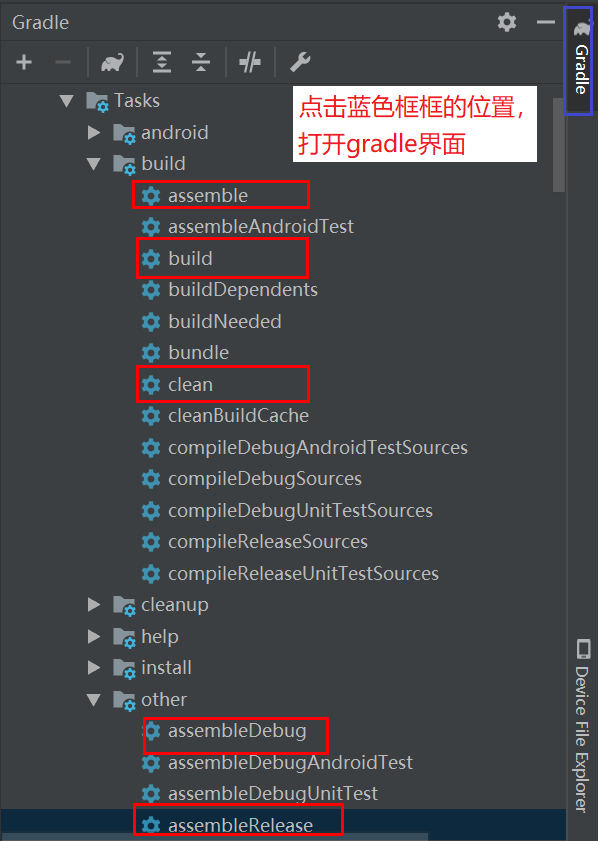 Gradle
Tasks
点击蓝色框框的位置，
打开gradle界面
android
build
assemble
assembleAndroidTest
build
buildDependents
buildNeeded
bundle
clean
cleanBuildCache
compileDebugAndroidTestSources
compileDebugSources
compileDebugUnitTestSources
compileReleaseSources
compileReleaseUnitTestSources
cleanup
help
install
other
assembleDebug
assembleDebugAndroidTest
assembleDebugUnitTest
assembleRelease
Gradle
Device File Explorer